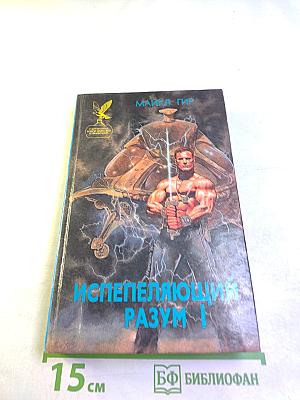 МАЙКЛ ГИР
ИСПЕПЕЛЯЮЩИЙ
РАЗУМ I
15 см
БФ БИБЛИОФАН